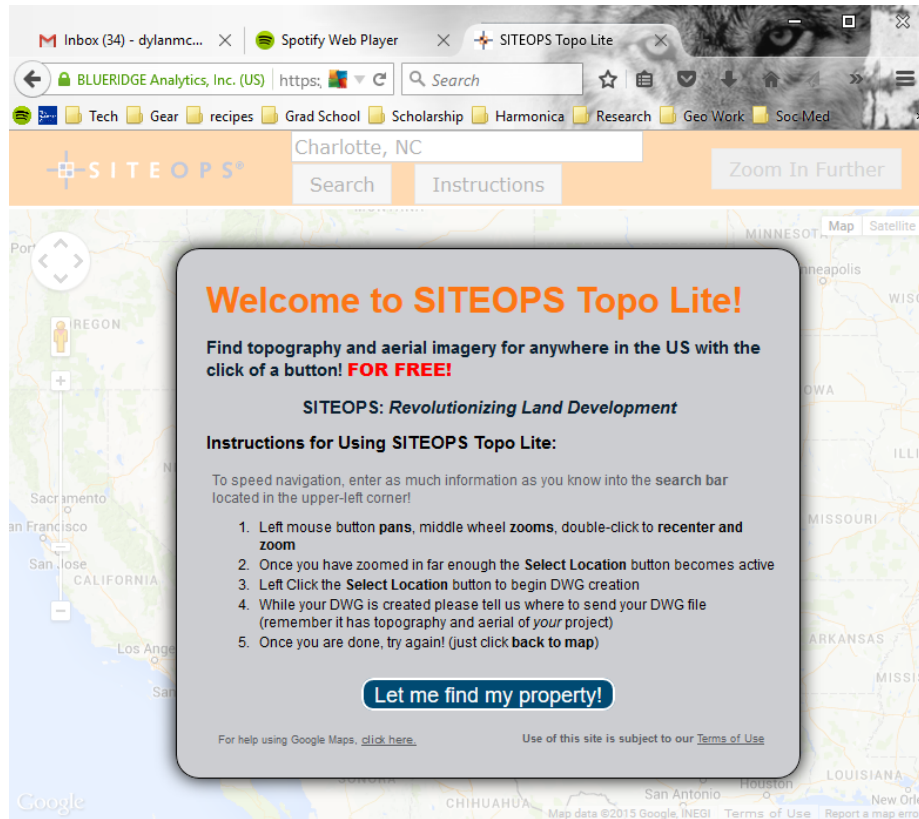 Inbox (34) - dylanmc... Spotify Web Player SITEOPS Topo Lite
BLUERIDGE Analytics, Inc. (US) https: Search
Tech Gear recipes Grad School Scholarship Harmonica Research Geo Work Soc Med
SITEOPS®
Charlotte, NC
Search Instructions
Zoom In Further
Map Satellite
MINNESOT
nneapolis
WISC
Por
REGON
OWA
ILLI
Sacramento
an Francisco
MISSOURI
San Jose
CALIFORNIA
ARKANSAS
Los Ange
MISSI
San
Welcome to SITEOPS Topo Lite!
Find topography and aerial imagery for anywhere in the US with the
click of a button! FOR FREE!
SITEOPS: Revolutionizing Land Development
Instructions for Using SITEOPS Topo Lite:
To speed navigation, enter as much information as you know into the search bar
located in the upper-left corner!
1. Left mouse button pans, middle wheel zooms, double-click to recenter and
zoom
2. Once you have zoomed in far enough the Select Location button becomes active
3. Left Click the Select Location button to begin DWG creation
4. While your DWG is created please tell us where to send your DWG file
(remember it has topography and aerial of your project)
5. Once you are done, try again! (just click back to map)
Let me find my property!
For help using Google Maps, click here.
Use of this site is subject to our Terms of Use
SONORA
Houston
LOUISIANA
CHIHUAHUA
San Antonio
New Orle
Google
Map data ©2015 Google, INEGI Terms of Use Report a map erro